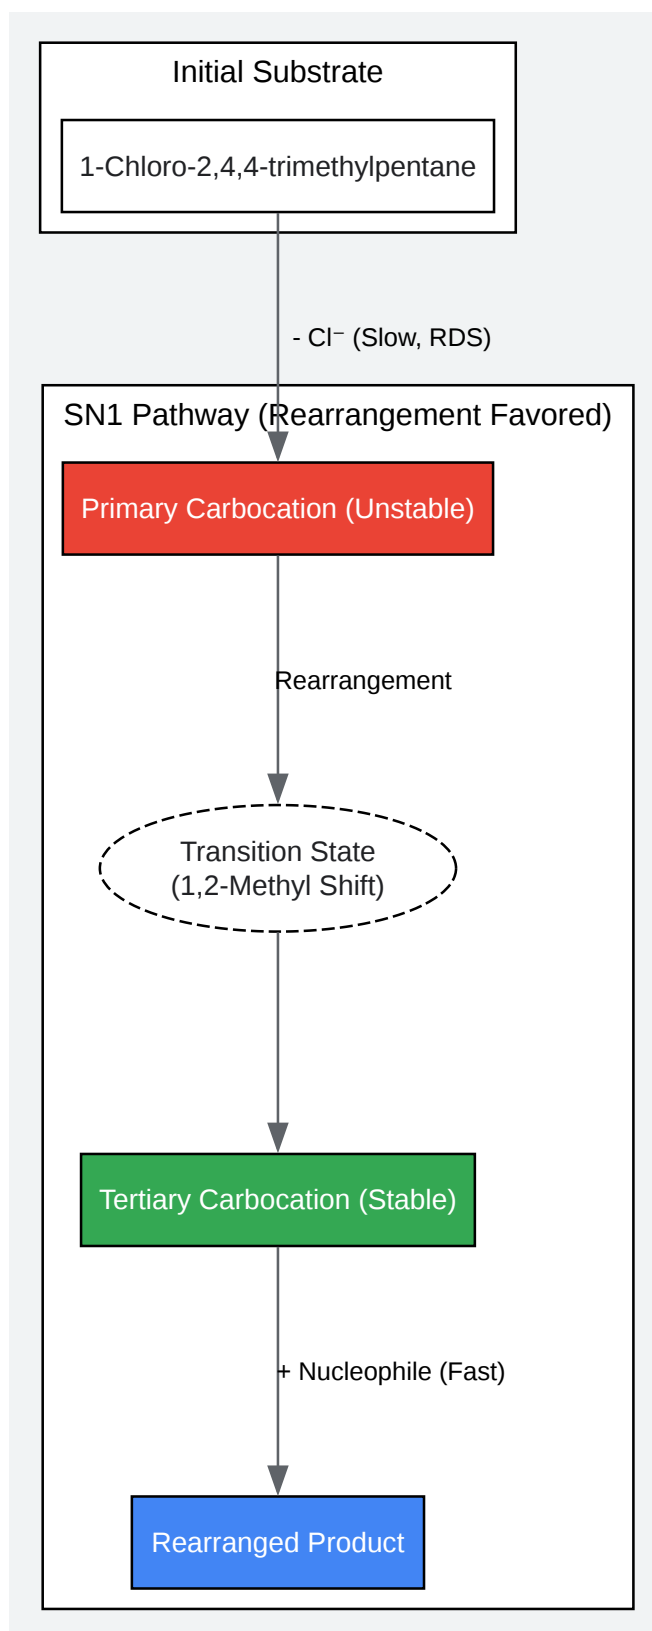 Initial Substrate
1-Chloro-2,4,4-trimethylpentane
- Cl⁻ (Slow, RDS)
SN1 Pathway (Rearrangement Favored)
Primary Carbocation (Unstable)
Rearrangement
Transition State
(1,2-Methyl Shift)
Tertiary Carbocation (Stable)
+ Nucleophile (Fast)
Rearranged Product